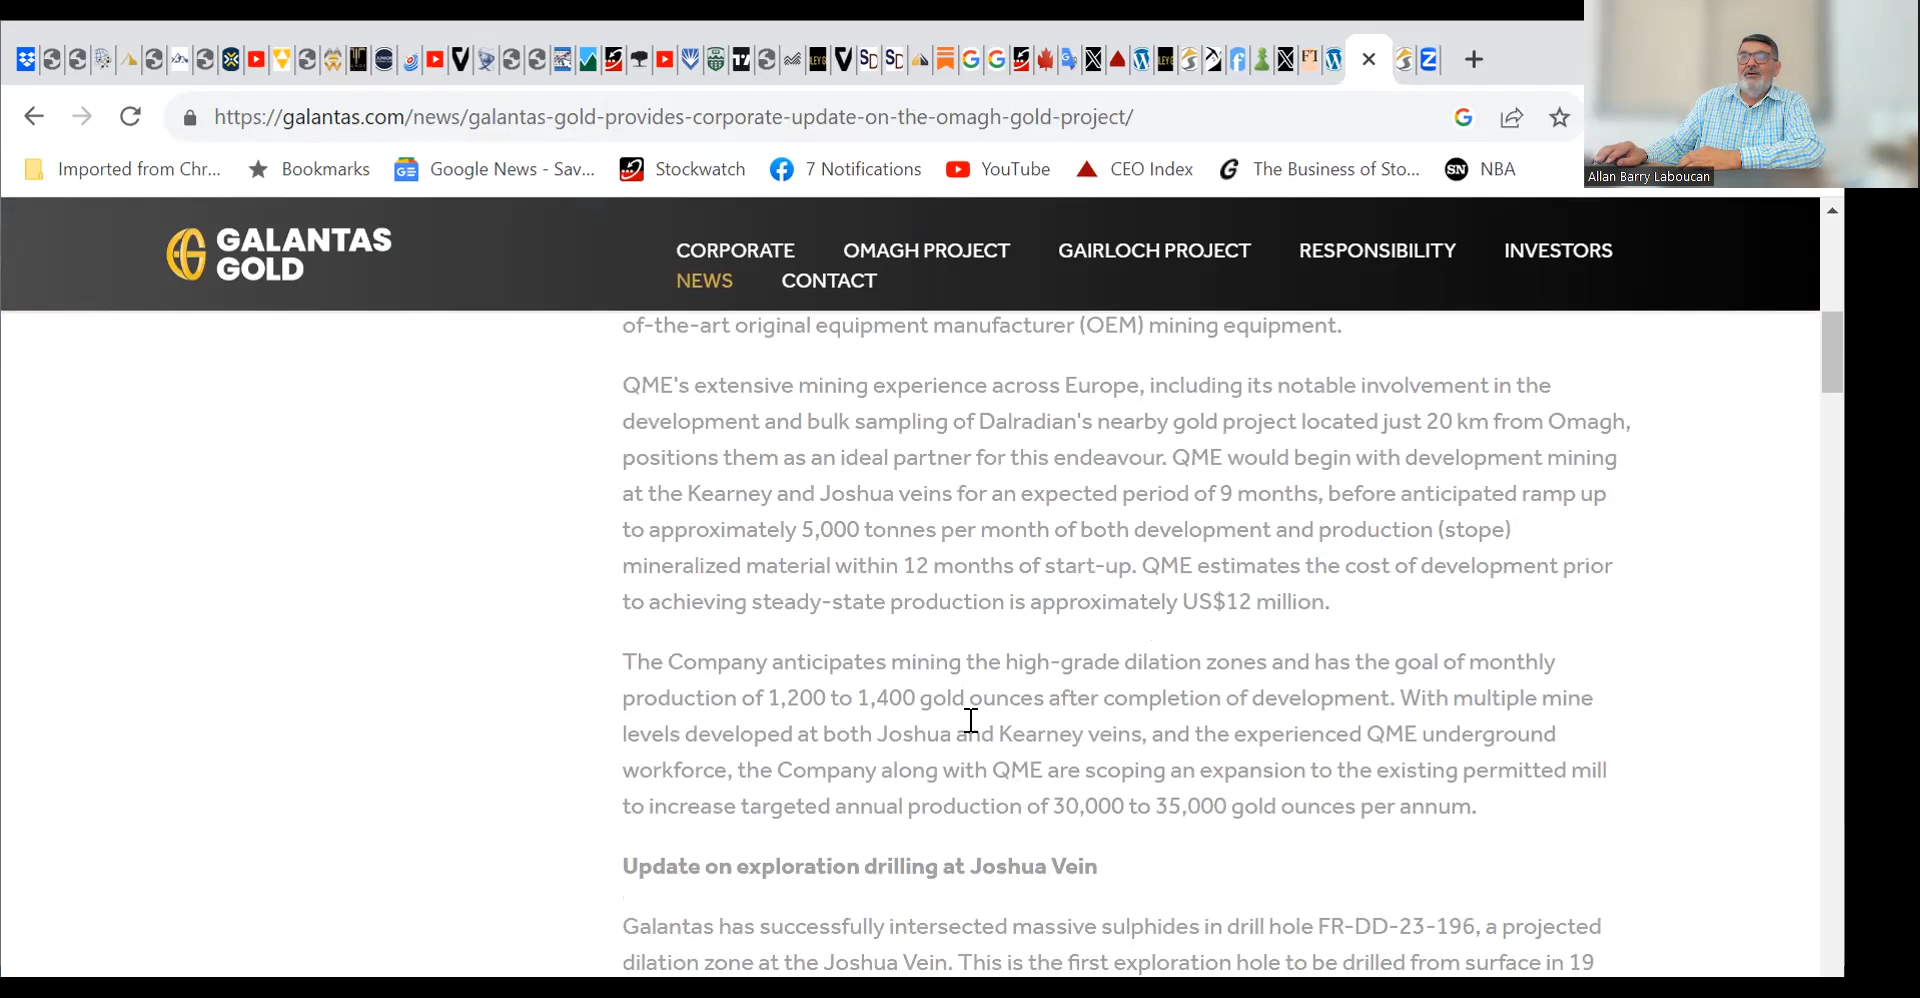 https://galantas.com/news/galantas-gold-provides-corporate-update-on-the-omagh-gold-project/
Allan Barry Laboucan
Imported from Chr... Bookmarks Google News - Sav... Stockwatch 7 Notifications YouTube CEO Index The Business of Sto... NBA
GALANTAS
GOLD
CORPORATE OMAGH PROJECT GAIRLOCH PROJECT RESPONSIBILITY INVESTORS
NEWS CONTACT
of-the-art original equipment manufacturer (OEM) mining equipment.
QME's extensive mining experience across Europe, including its notable involvement in the
development and bulk sampling of Dalradian's nearby gold project located just 20 km from Omagh,
positions them as an ideal partner for this endeavour. QME would begin with development mining
at the Kearney and Joshua veins for an expected period of 9 months, before anticipated ramp up
to approximately 5,000 tonnes per month of both development and production (stope)
mineralized material within 12 months of start-up. QME estimates the cost of development prior
to achieving steady-state production is approximately US$12 million.
The Company anticipates mining the high-grade dilation zones and has the goal of monthly
production of 1,200 to 1,400 gold ounces after completion of development. With multiple mine
levels developed at both Joshua and Kearney veins, and the experienced QME underground
workforce, the Company along with QME are scoping an expansion to the existing permitted mill
to increase targeted annual production of 30,000 to 35,000 gold ounces per annum.
Update on exploration drilling at Joshua Vein
Galantas has successfully intersected massive sulphides in drill hole FR-DD-23-196, a projected
dilation zone at the Joshua Vein. This is the first exploration hole to be drilled from surface in 19